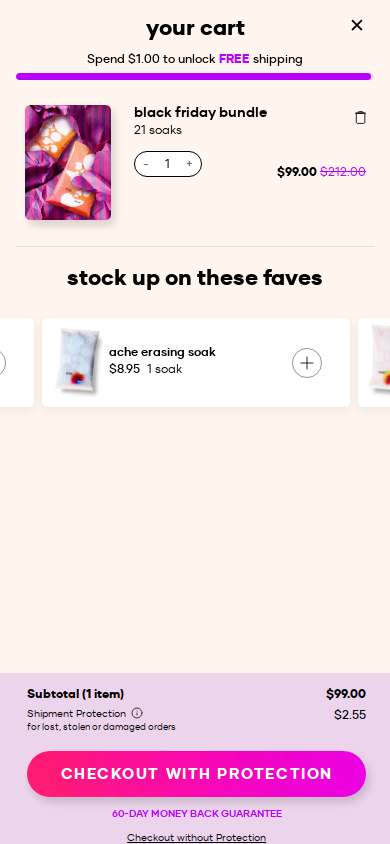 your cart
Spend $1.00 to unlock FREE shipping
black friday bundle
21 soaks
- 1 +
$99.00 $212.00
stock up on these faves
ache erasing soak
$8.95 1 soak
Subtotal (1 item) $99.00
Shipment Protection $2.55
for lost, stolen or damaged orders
CHECKOUT WITH PROTECTION
60-DAY MONEY BACK GUARANTEE
Checkout without Protection